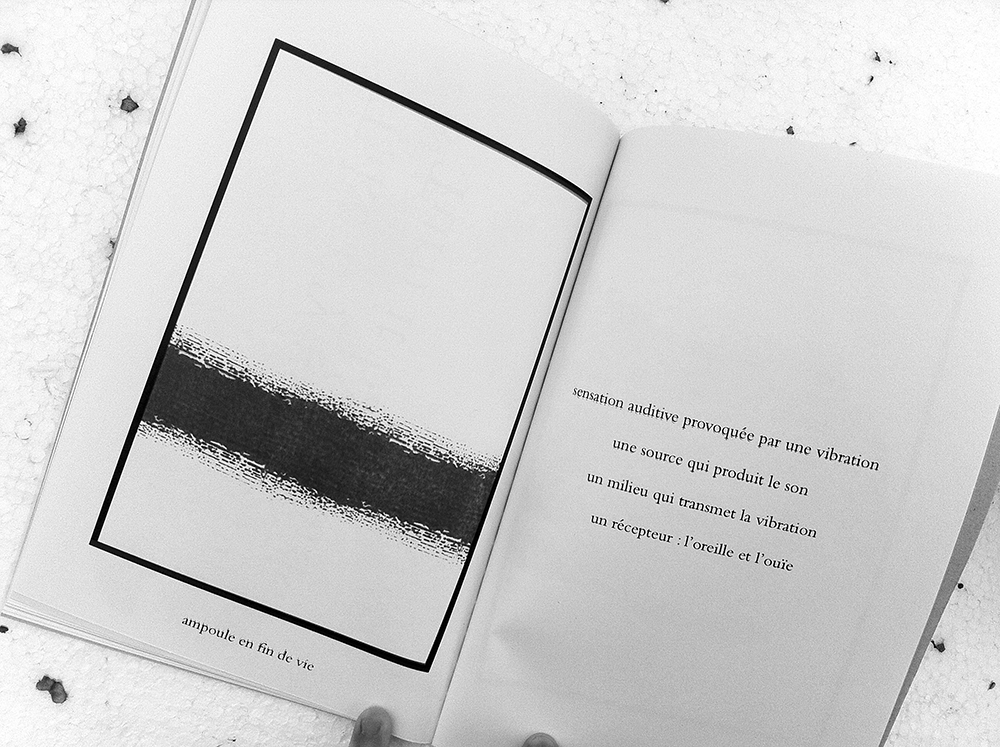 ampoule en fin de vie
sensation auditive provoquée par une vibration
une source qui produit le son
un milieu qui transmet la vibration
un récepteur : l'oreille et l'ouïe